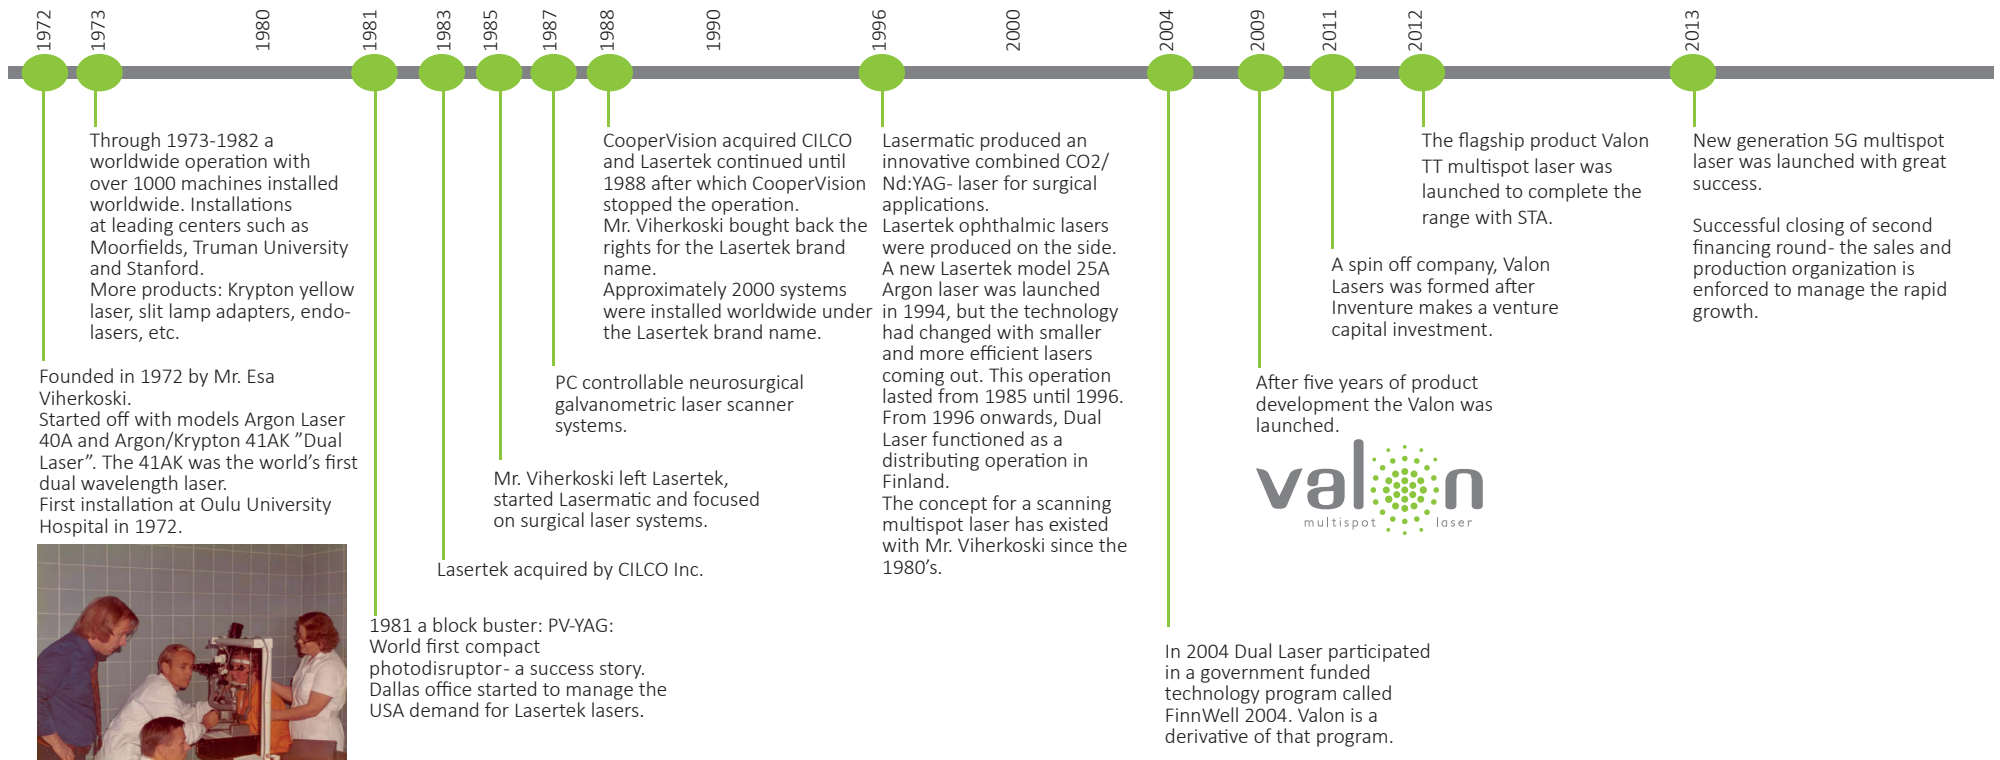 1972
1973
1980
1981
1983
1985
1987
1988
1990
1996
2000
2004
2009
2011
2012
2013
Through 1973-1982 a
worldwide operation with
over 1000 machines installed
worldwide. Installations
at leading centers such as
Moorfields, Truman University
and Stanford.
More products: Krypton yellow
laser, slit lamp adapters, endo-
lasers, etc.
Founded in 1972 by Mr. Esa
Viherkoski.
Started off with models Argon Laser
40A and Argon/Krypton 41AK ”Dual
Laser”. The 41AK was the world’s first
dual wavelength laser.
First installation at Oulu University
Hospital in 1972.
1981 a block buster: PV-YAG:
World first compact
photodisruptor- a success story.
Dallas office started to manage the
USA demand for Lasertek lasers.
Lasertek acquired by CILCO Inc.
Mr. Viherkoski left Lasertek,
started Lasermatic and focused
on surgical laser systems.
PC controllable neurosurgical
galvanometric laser scanner
systems.
CooperVision acquired CILCO
and Lasertek continued until
1988 after which CooperVision
stopped the operation.
Mr. Viherkoski bought back the
rights for the Lasertek brand
name.
Approximately 2000 systems
were installed worldwide under
the Lasertek brand name.
Lasermatic produced an
innovative combined CO2/
Nd:YAG- laser for surgical
applications.
Lasertek ophthalmic lasers
were produced on the side.
A new Lasertek model 25A
Argon laser was launched
in 1994, but the technology
had changed with smaller
and more efficient lasers
coming out. This operation
lasted from 1985 until 1996.
From 1996 onwards, Dual
Laser functioned as a
distributing operation in
Finland.
The concept for a scanning
multispot laser has existed
with Mr. Viherkoski since the
1980’s.
In 2004 Dual Laser participated
in a government funded
technology program called
FinnWell 2004. Valon is a
derivative of that program.
After five years of product
development the Valon was
launched.
valon
multispot laser
A spin off company, Valon
Lasers was formed after
Inventure makes a venture
capital investment.
The flagship product Valon
TT multispot laser was
launched to complete the
range with STA.
New generation 5G multispot
laser was launched with great
success.
Successful closing of second
financing round- the sales and
production organization is
enforced to manage the rapid
growth.